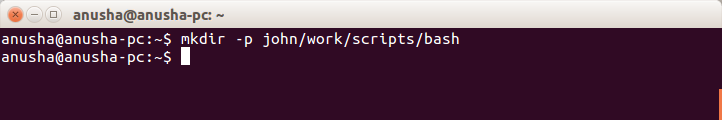 anusha@anusha-pc: ~
anusha@anusha-pc:~$ mkdir -p john/work/scripts/bash
anusha@anusha-pc:~$